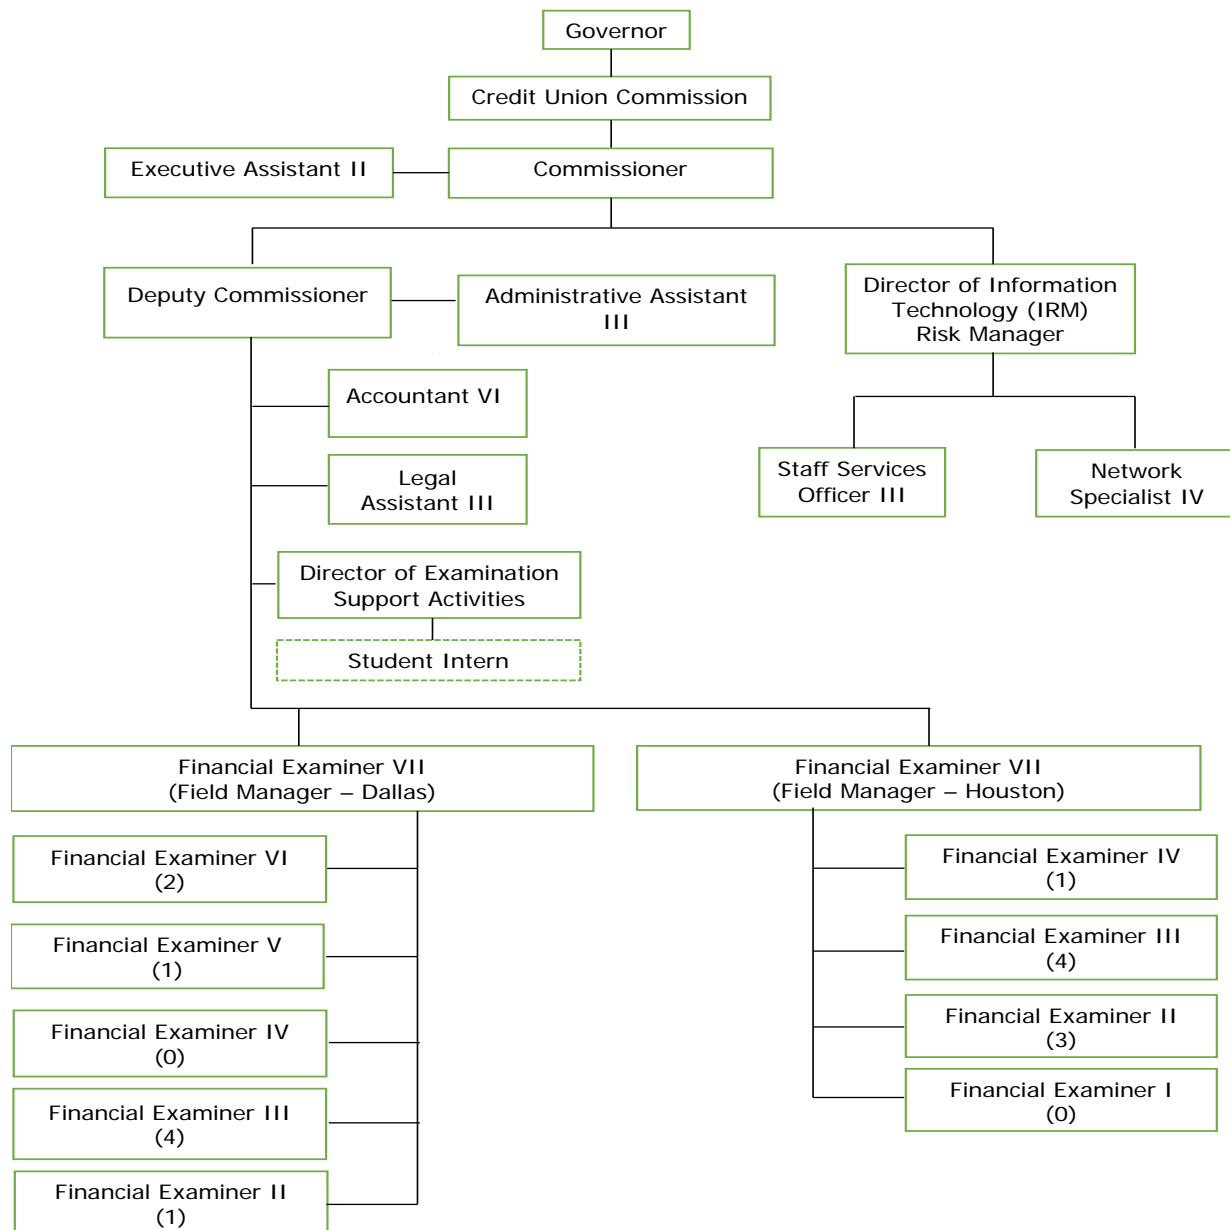 Governor
Credit Union Commission
Executive Assistant II
Commissioner
Deputy Commissioner
Administrative Assistant
III
Director of Information
Technology (IRM)
Risk Manager
Accountant VI
Legal
Assistant III
Staff Services
Officer III
Network
Specialist IV
Director of Examination
Support Activities
Student Intern
Financial Examiner VII
(Field Manager – Dallas)
Financial Examiner VII
(Field Manager – Houston)
Financial Examiner VI
(2)
Financial Examiner V
(1)
Financial Examiner IV
(0)
Financial Examiner III
(4)
Financial Examiner II
(1)
Financial Examiner IV
(1)
Financial Examiner III
(4)
Financial Examiner II
(3)
Financial Examiner I
(0)